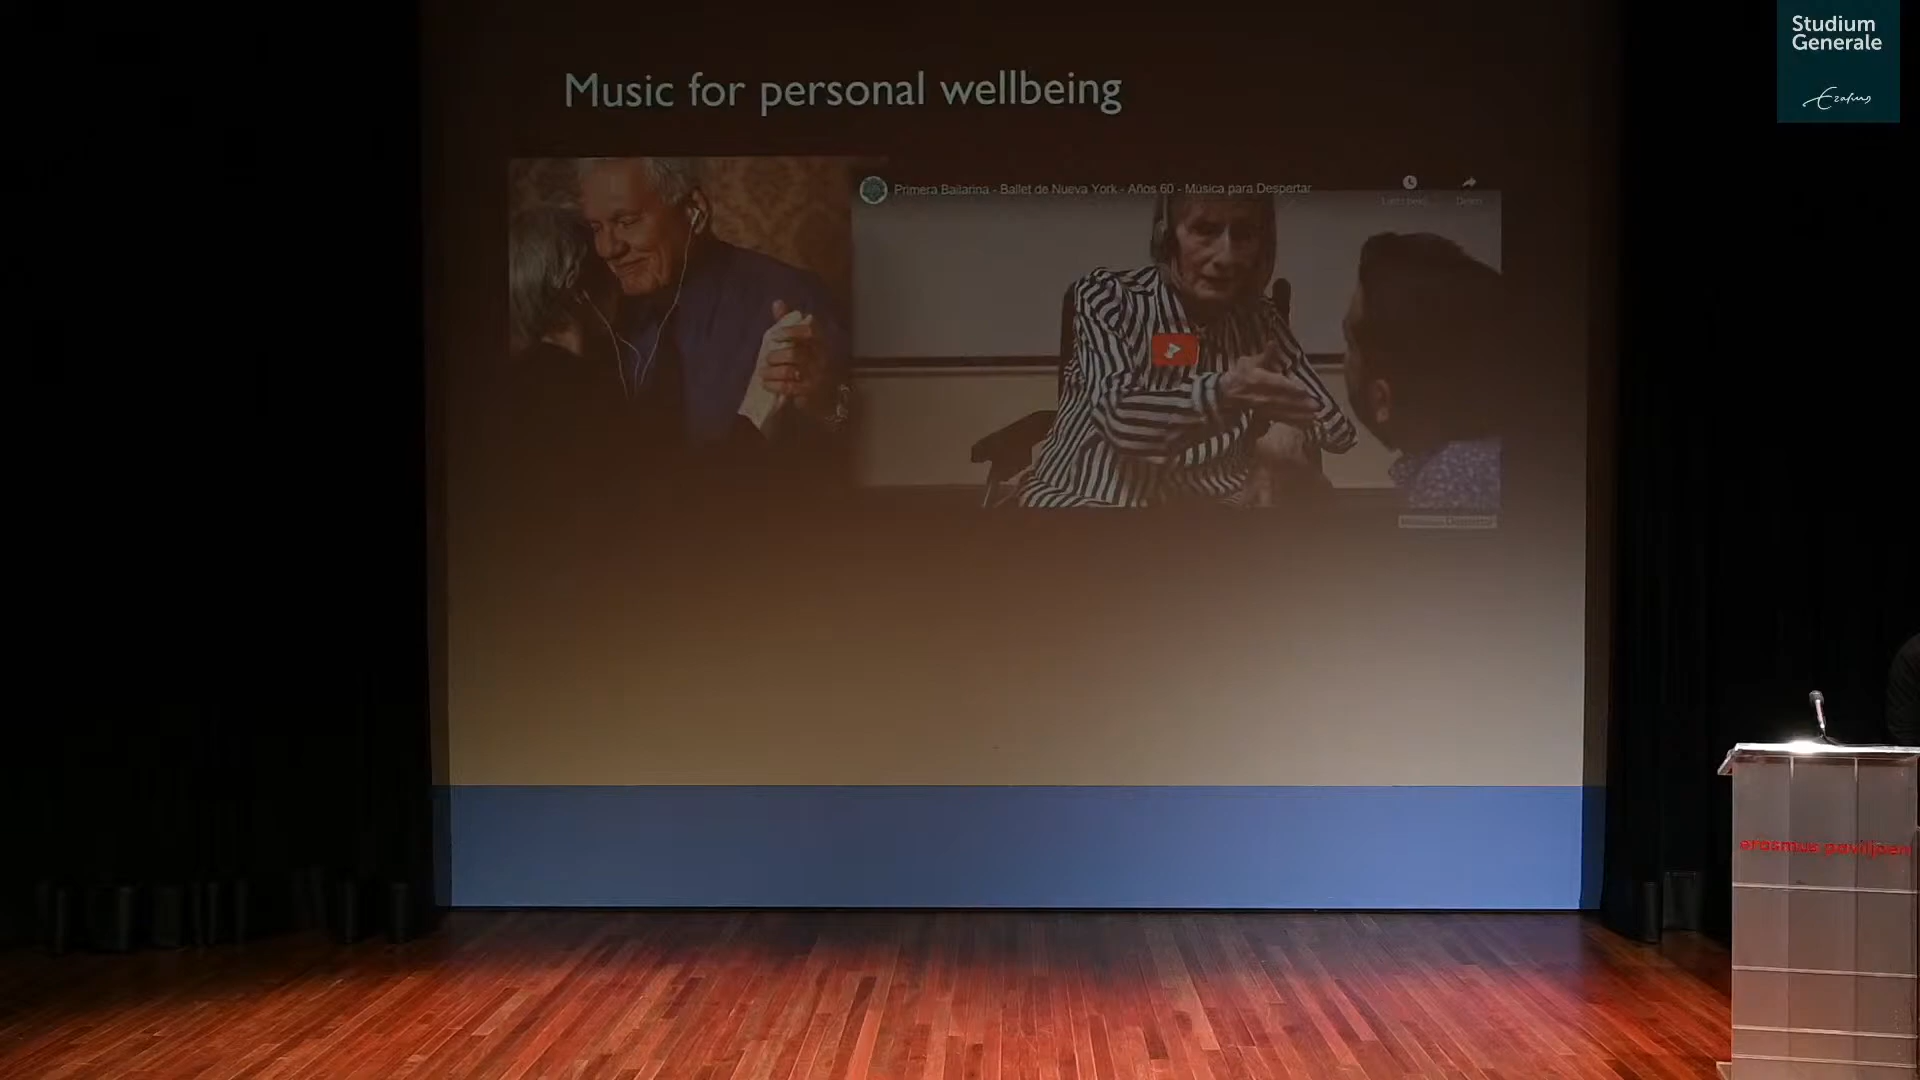 Studium
Generale
Erasmus
Music for personal wellbeing
Primera Bailarina - Ballet de Nueva York - Años 60 - Música para Despertar
erasmus paviljoen